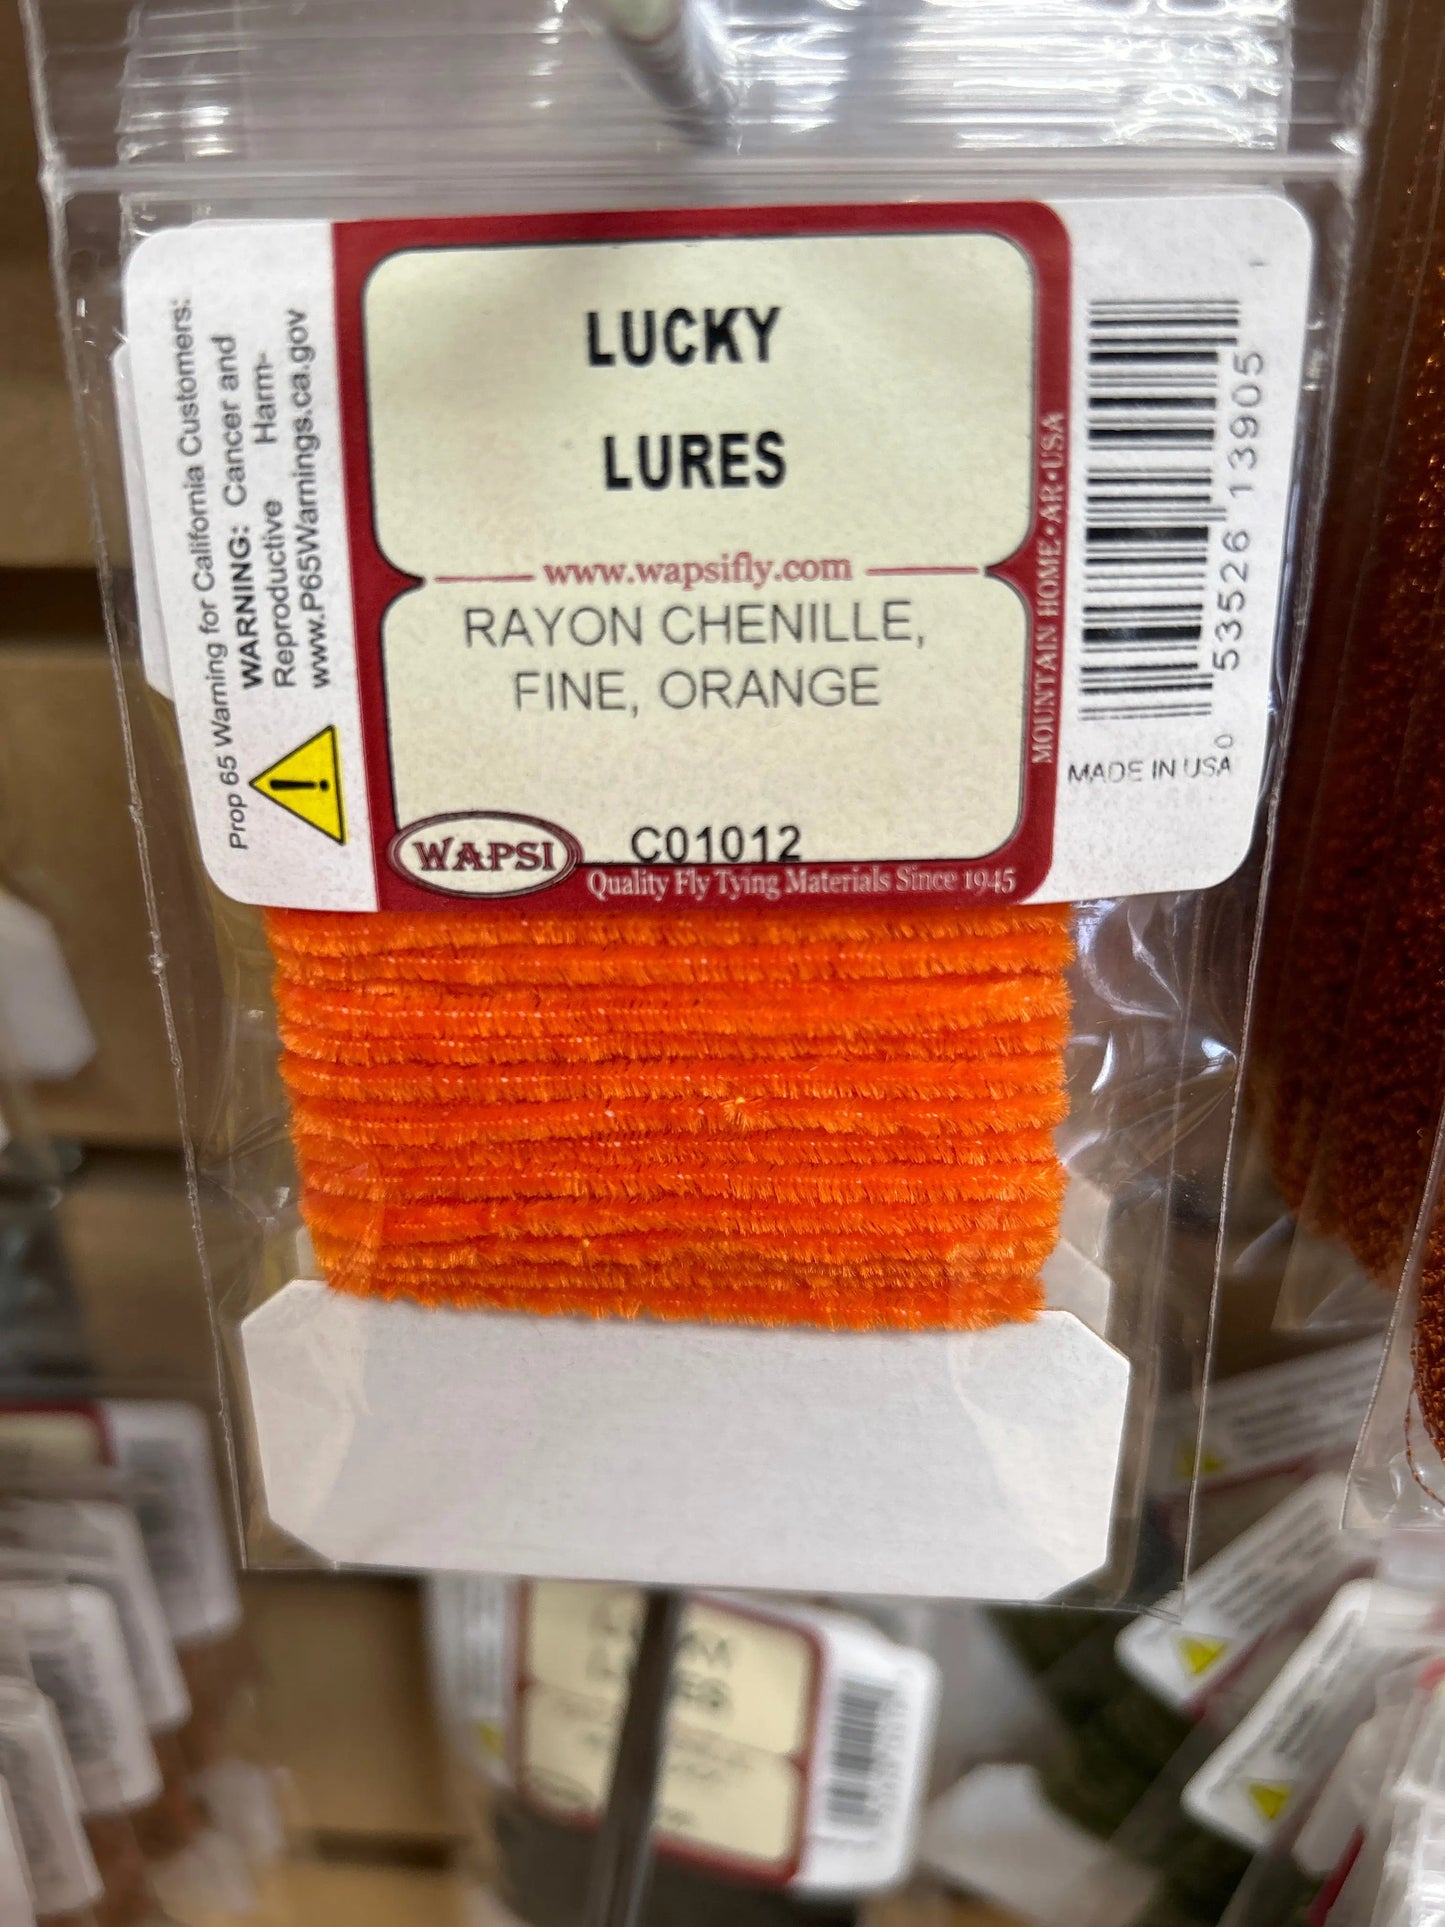 LUCKY
LURES
www.wapsifly.com
RAYON CHENILLE,
FINE, ORANGE
C01012
WAPSI
Quality Fly Tying Materials Since 1945
MOUNTAIN HOME•AR•USA
Prop 65 Warning for California Customers:
WARNING: Cancer and
Reproductive Harm-
www.P65Warnings.ca.gov
0 53526 13905 1
MADE IN USA